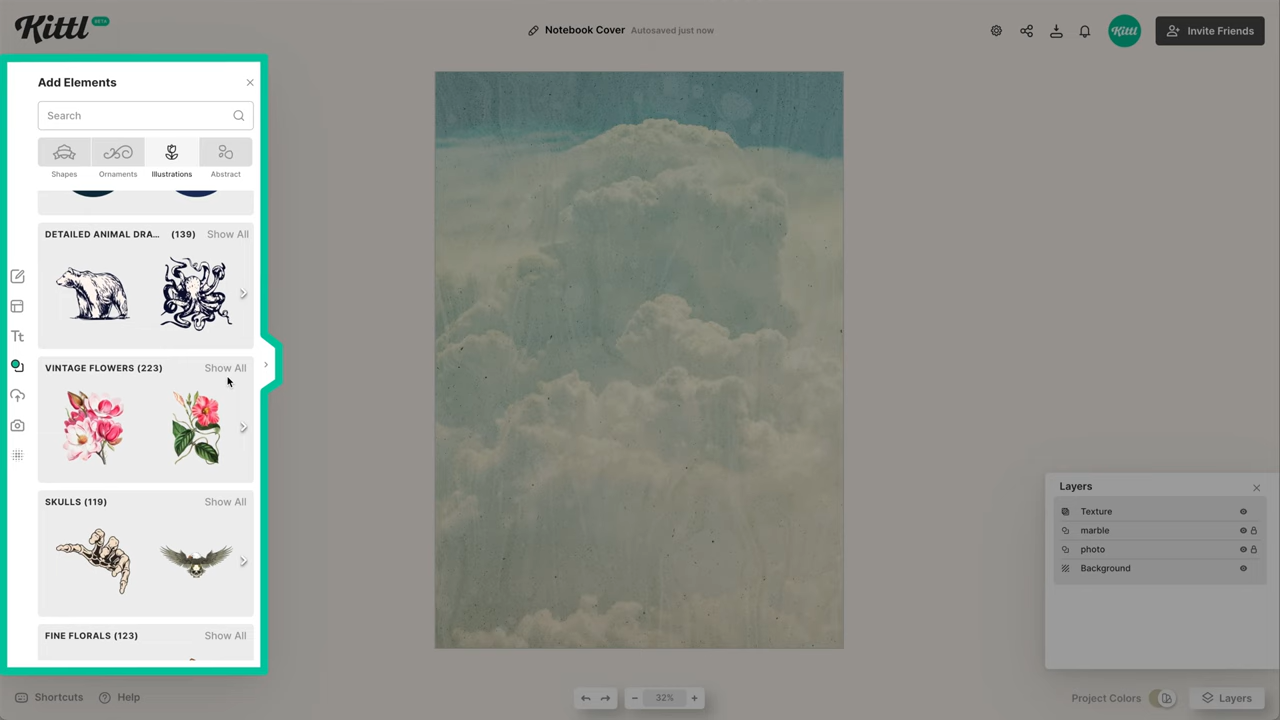 Kittl BETA
Notebook Cover Autosaved just now
Kittl
Invite Friends
Add Elements
Search
Shapes Ornaments Illustrations Abstract
DETAILED ANIMAL DRA... (139) Show All
VINTAGE FLOWERS (223) Show All
SKULLS (119) Show All
FINE FLORALS (123) Show All
Tt
Layers
Texture
marble
photo
Background
Shortcuts Help
32%
Project Colors Layers